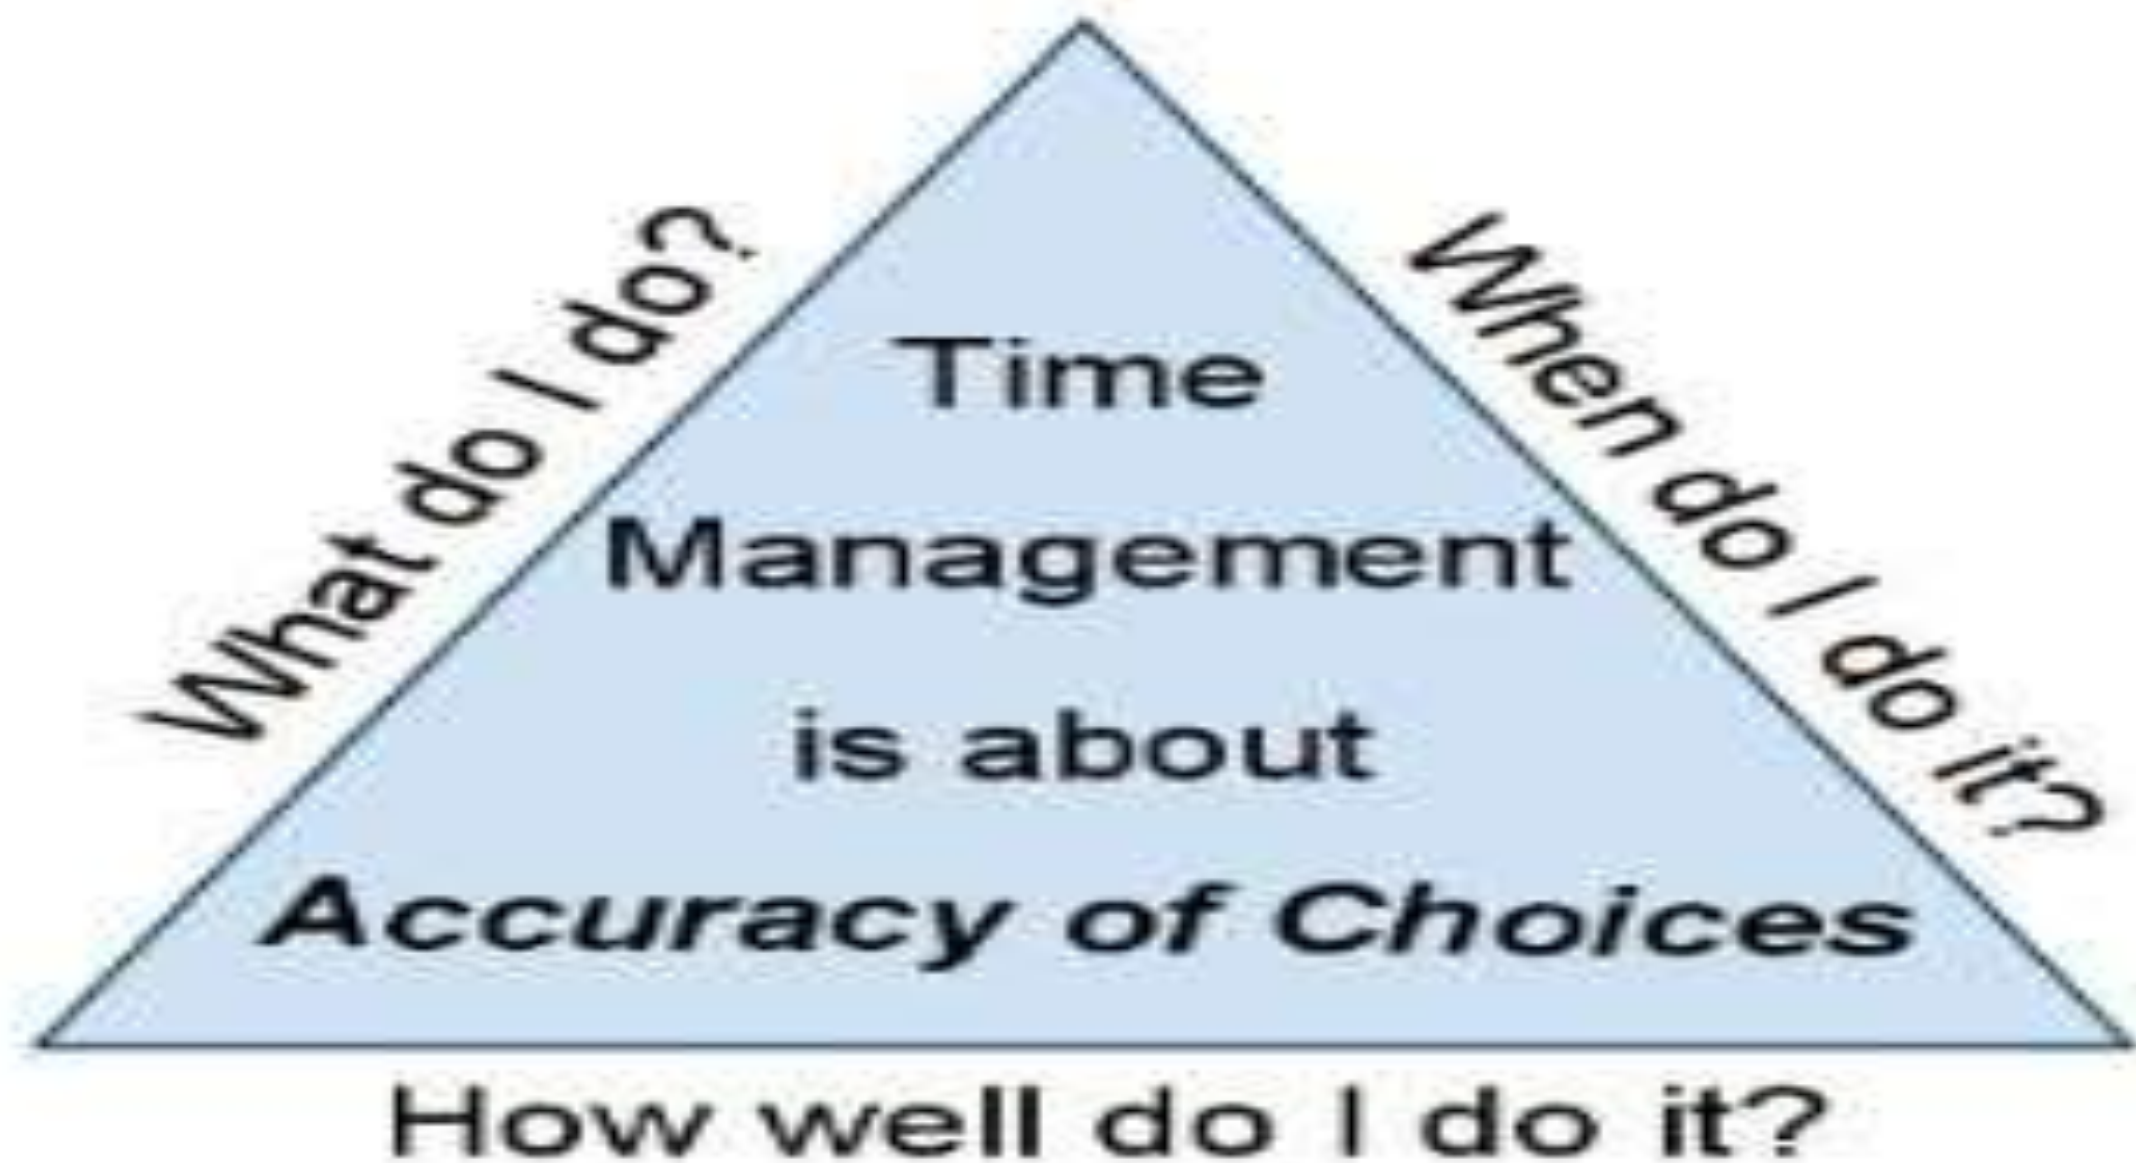 What do I do?
When do I do it?
Time
Management
is about
Accuracy of Choices
How well do I do it?